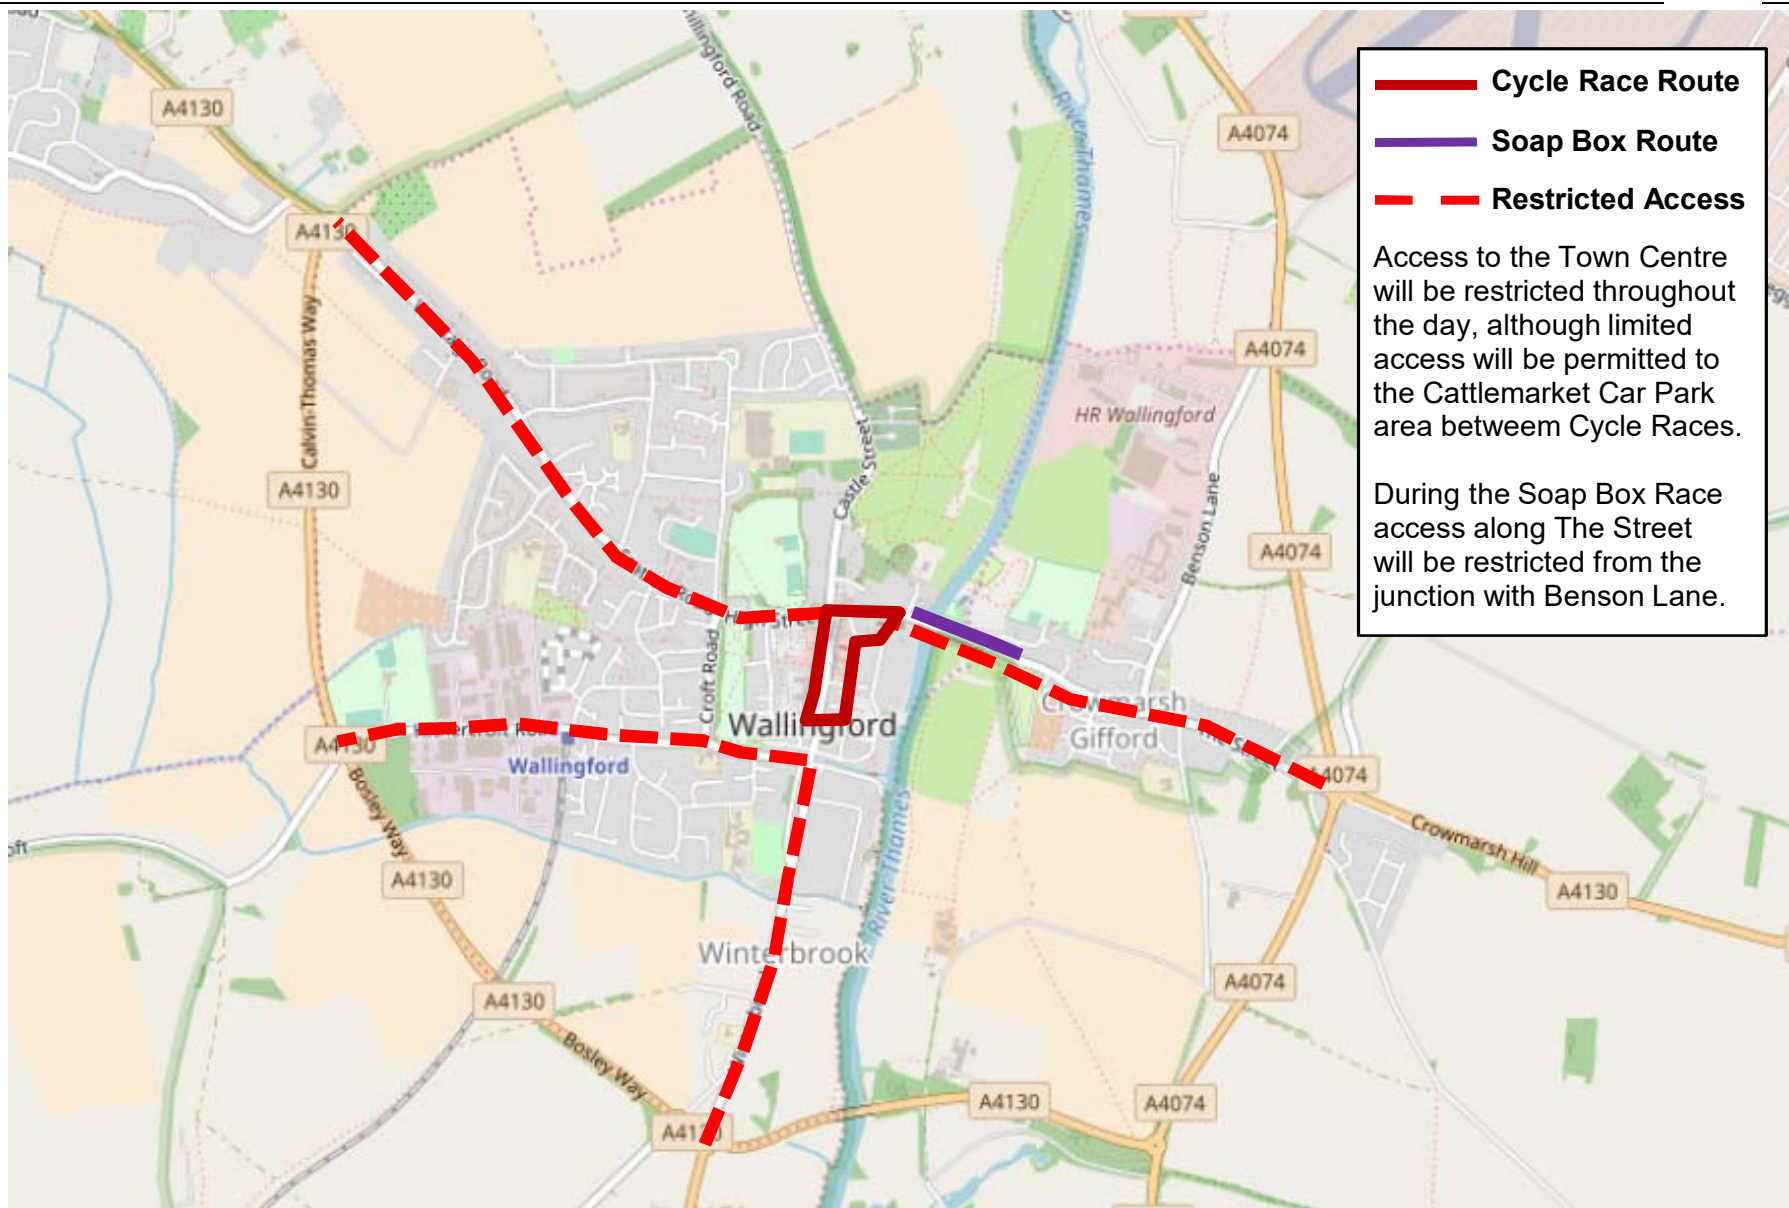 Cycle Race Route
Soap Box Route
Restricted Access
Access to the Town Centre
will be restricted throughout
the day, although limited
access will be permitted to
the Cattlemarket Car Park
area betweem Cycle Races.
During the Soap Box Race
access along The Street
will be restricted from the
junction with Benson Lane.
A4130
A4074
River Thames
A4130
Calvin-Thomas Way
A4074
HR Wallingford
Castle Street
A4130
Benson Lane
A4074
High Street
Croft Road
Wallingford
Crowmarsh
Gifford
A4130
Wallingford
A4074
Bosley Way
River Thames
Crowmarsh Hill
A4130
A4130
Winterbrook
A4130
A4074
Bosley Way
A4130
A4074
A4130